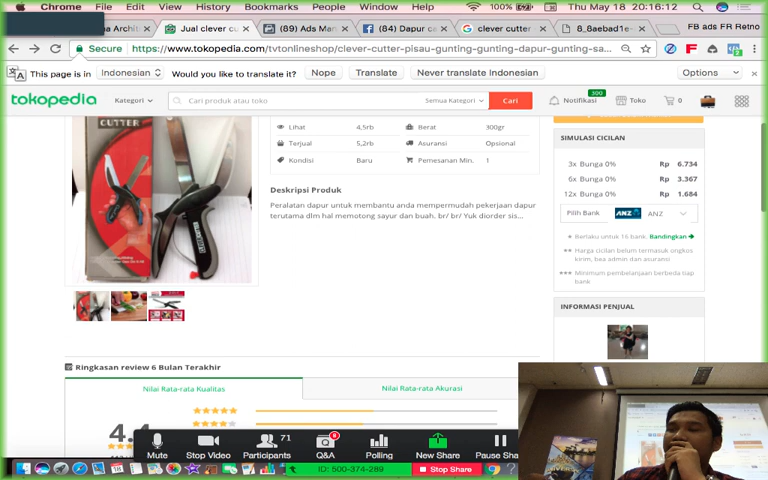 Chrome File Edit View History Bookmarks People Window Help 100% Thu May 18 20:16:12
Archit Jual clever cu (89) Ads Man (84) Dapur ca clever cutter 8_8aebad1e- FB ads FR Retno
Secure https://www.tokopedia.com/tvtonlineshop/clever-cutter-pisau-gunting-gunting-dapur-gunting-sa...
This page is in Indonesian Would you like to translate it? Nope Translate Never translate Indonesian Options
tokopedia Kategori Cari produk atau toko Semua Kategori Cari 300 Notifikasi Toko 0
CUTTER
Lihat 4,5rb Berat 300gr
Terjual 5,2rb Asuransi Opsional
Kondisi Baru Pemesanan Min. 1
Deskripsi Produk
Peralatan dapur untuk membantu anda mempermudah pekerjaan dapur
terutama dlm hal memotong sayur dan buah. br/ br/ Yuk diorder sis...
SIMULASI CICILAN
3x Bunga 0% Rp 6.734
6x Bunga 0% Rp 3.367
12x Bunga 0% Rp 1.684
Pilih Bank ANZ ANZ
* Berlaku untuk 16 bank. Bandingkan
** Harga cicilan belum termasuk ongkos
kirim, bea admin dan asuransi
*** Minimum pembelanjaan berbeda tiap
bank
INFORMASI PENJUAL
Ringkasan review 6 Bulan Terakhir
Nilai Rata-rata Kualitas Nilai Rata-rata Akurasi
Mute Stop Video Participants 71 Q&A Polling New Share Pause Sha
ID: 500-374-289 Stop Share